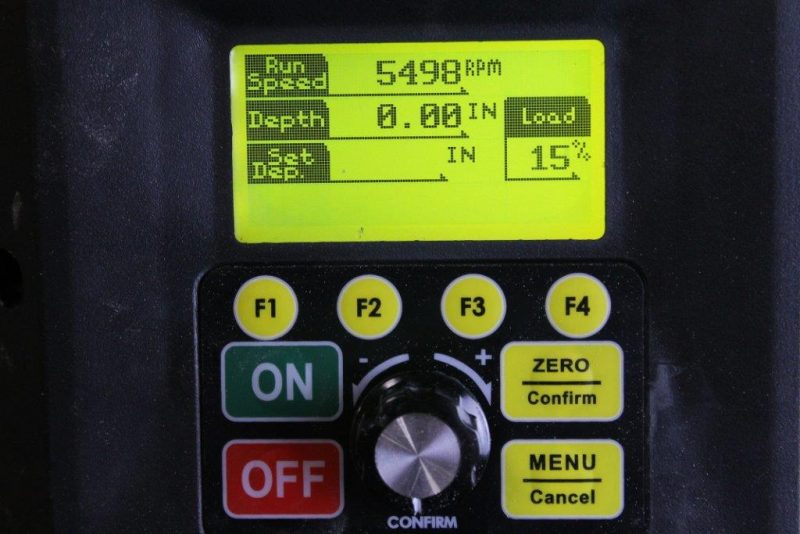 Run
Speed
5498 RPM
Depth
0.00 IN
Set
Dep.
IN
Load
15%
F1
F2
F3
F4
ON
- +
ZERO
Confirm
OFF
MENU
Cancel
CONFIRM